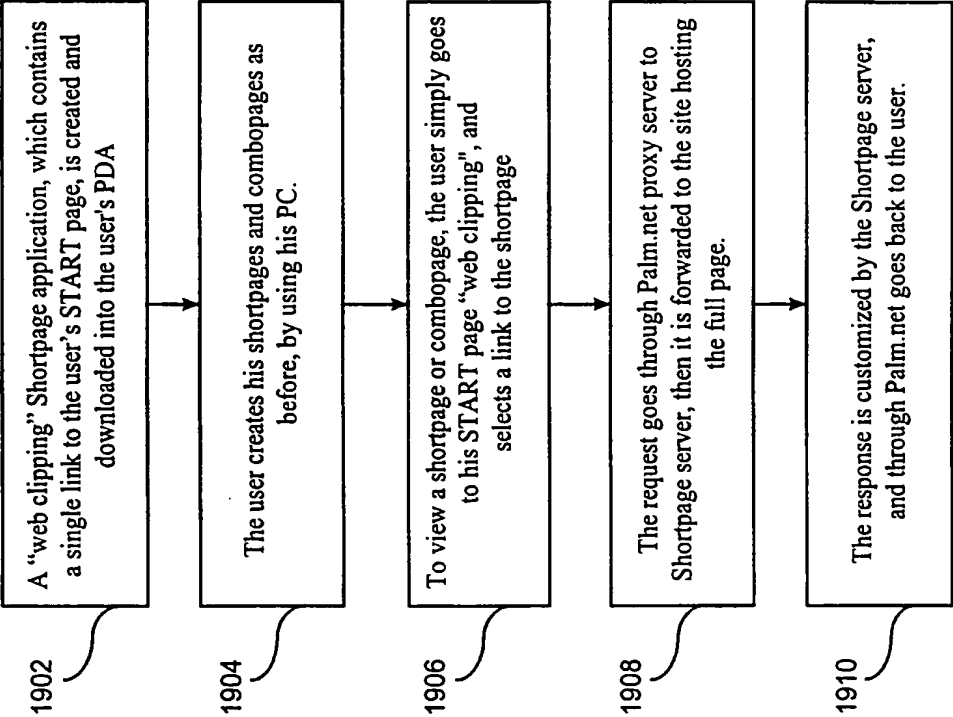 1902
A “web clipping” Shortpage application, which contains
a single link to the user’s START page, is created and
downloaded into the user's PDA
1904
The user creates his shortpages and combopages as
before, by using his PC.
1906
To view a shortpage or combopage, the user simply goes
to his START page “web clipping", and
selects a link to the shortpage
1908
The request goes through Palm.net proxy server to
Shortpage server, then it is forwarded to the site hosting
the full page.
1910
The response is customized by the Shortpage server,
and through Palm.net goes back to the user.